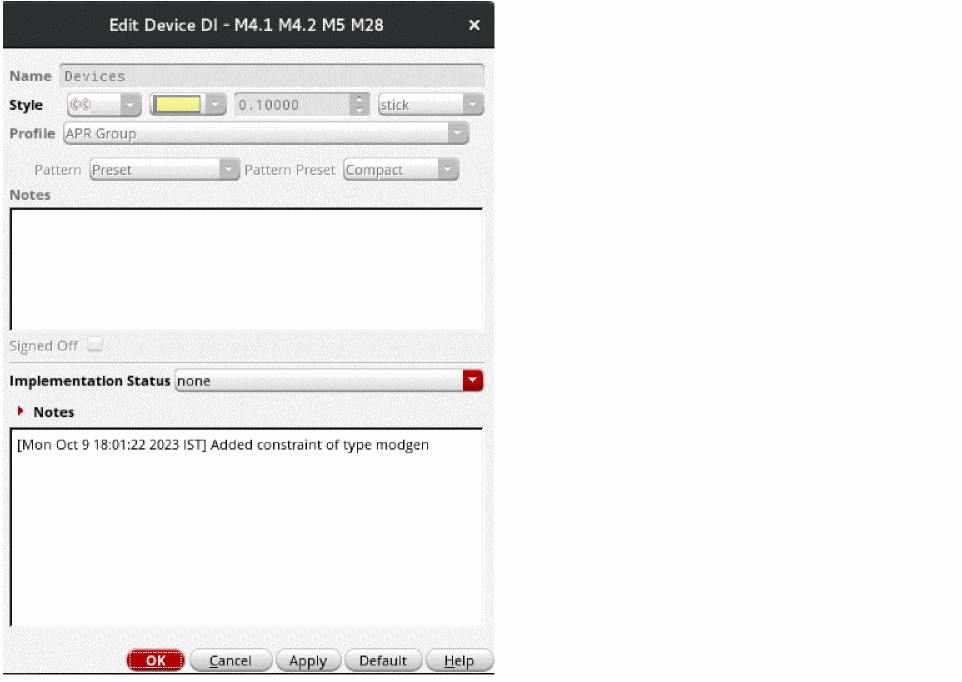 Edit Device DI - M4.1 M4.2 M5 M28
Name Devices
Style 0.10000 stick
Profile APR Group
Pattern Preset Pattern Preset Compact
Notes
Signed Off
Implementation Status none
Notes
[Mon Oct 9 18:01:22 2023 IST] Added constraint of type modgen
OK Cancel Apply Default Help